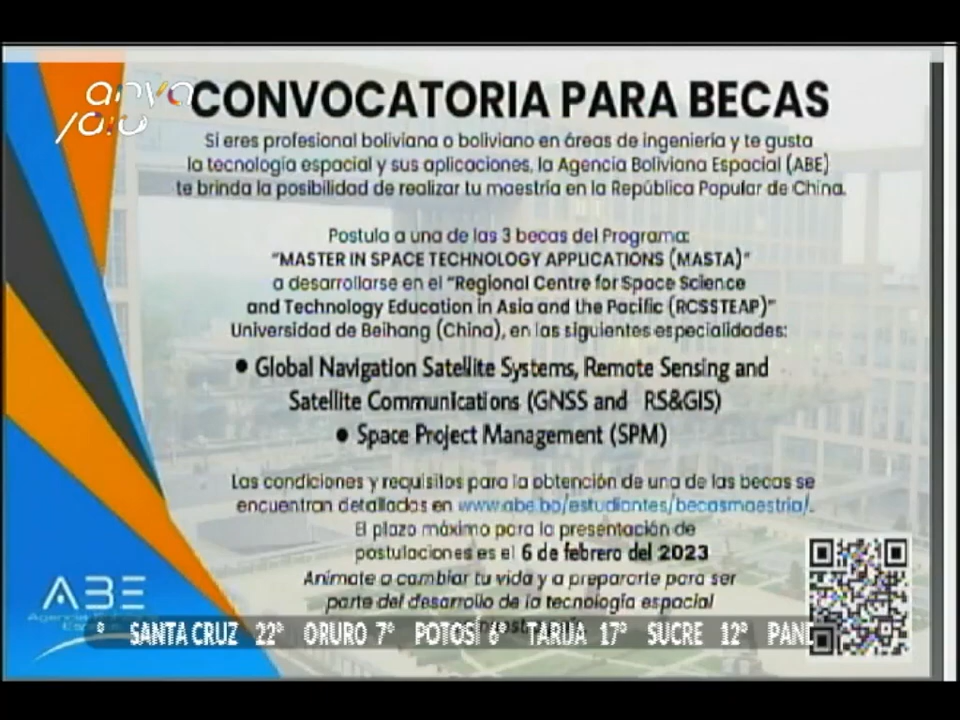 CONVOCATORIA PARA BECAS
Si eres profesional boliviana o boliviano en áreas de ingeniería y te gusta
la tecnología espacial y sus aplicaciones, la Agencia Boliviana Espacial (ABE)
te brinda la posibilidad de realizar tu maestría en la República Popular de China.
Postula a una de las 3 becas del Programa:
"MASTER IN SPACE TECHNOLOGY APPLICATIONS (MASTA)"
a desarrollarse en el "Regional Centre for Space Science
and Technology Education in Asia and the Pacific (RCSSTEAP)"
Universidad de Beihang (China), en las siguientes especialidades:
● Global Navigation Satellite Systems, Remote Sensing and
Satellite Communications (GNSS and RS&GIS)
● Space Project Management (SPM)
Las condiciones y requisitos para la obtención de una de las becas se
encuentran detalladas en www.abe.bo/estudiantes/becasmaestria/.
El plazo máximo para la presentación de
postulaciones es el 6 de febrero del 2023
Anímate a cambiar tu vida y a prepararte para ser
parte del desarrollo de la tecnología espacial
ABE
SANTA CRUZ 22º ORURO 7º POTOSÍ 6º TARIJA 17º SUCRE 12º PAND